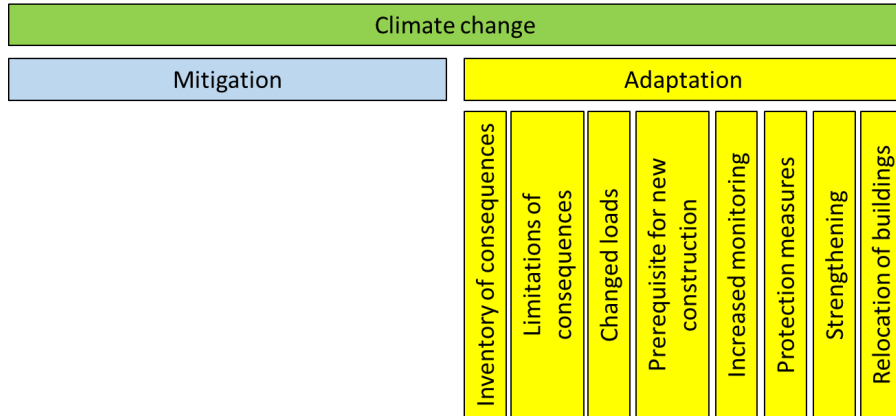 Climate change
Mitigation
Adaptation
Inventory of consequences
Limitations of
consequences
Changed loads
Prerequisite for new
construction
Increased monitoring
Protection measures
Strengthening
Relocation of buildings